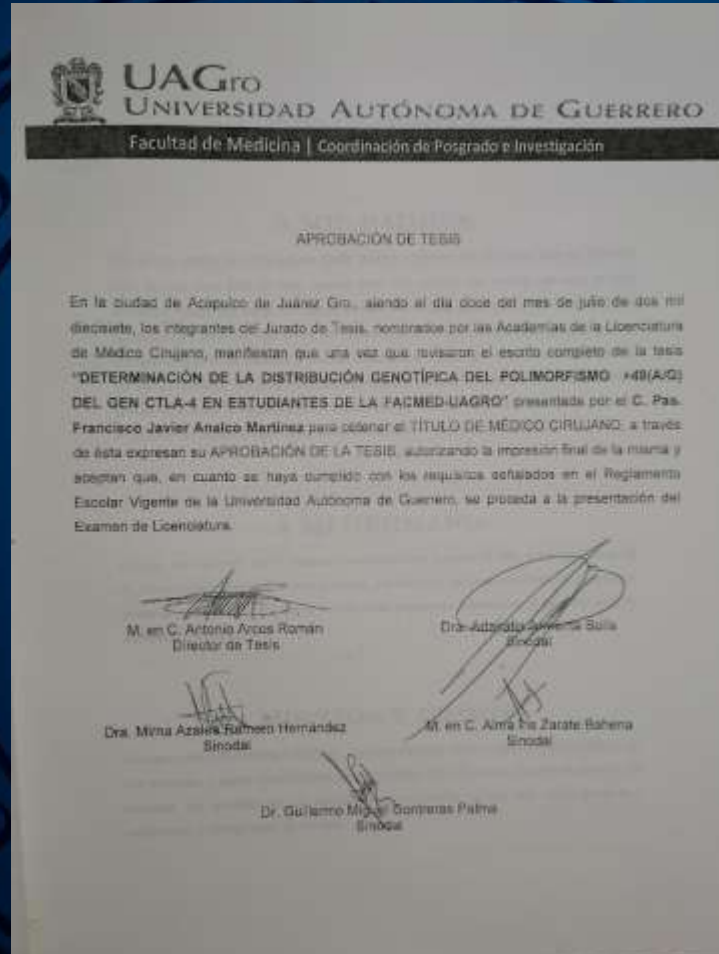 UAGro
UNIVERSIDAD AUTÓNOMA DE GUERRERO
Facultad de Medicina | Coordinación de Posgrado e Investigación
APROBACIÓN DE TESIS
En la ciudad de Acapulco de Juárez Gro., siendo el día doce del mes de julio de dos mil
diecisiete, los integrantes del Jurado de Tesis, nombrados por las Academias de la Licenciatura
de Médico Cirujano, manifiestan que una vez que revisaron el escrito completo de la tesis
"DETERMINACIÓN DE LA DISTRIBUCIÓN GENOTÍPICA DEL POLIMORFISMO +49(A/G)
DEL GEN CTLA-4 EN ESTUDIANTES DE LA FACMED-UAGRO" presentada por el C. Pas.
Francisco Javier Analco Martínez para obtener el TÍTULO DE MÉDICO CIRUJANO, a través
de ésta expresan su APROBACIÓN DE LA TESIS, autorizando la impresión final de la misma y
aceptan que, en cuanto se haya cumplido con los requisitos señalados en el Reglamento
Escolar Vigente de la Universidad Autónoma de Guerrero, se proceda a la presentación del
Examen de Licenciatura.
M. en C. Antonio Arcos Román
Director de Tesis
Dra.
Sinodal
Dra. Mirna Azalea Romero Hernández
Sinodal
M. en C. Alma Iris Zarate Bahena
Sinodal
Dr. Guillermo Miguel Contreras Palma
Sinodal